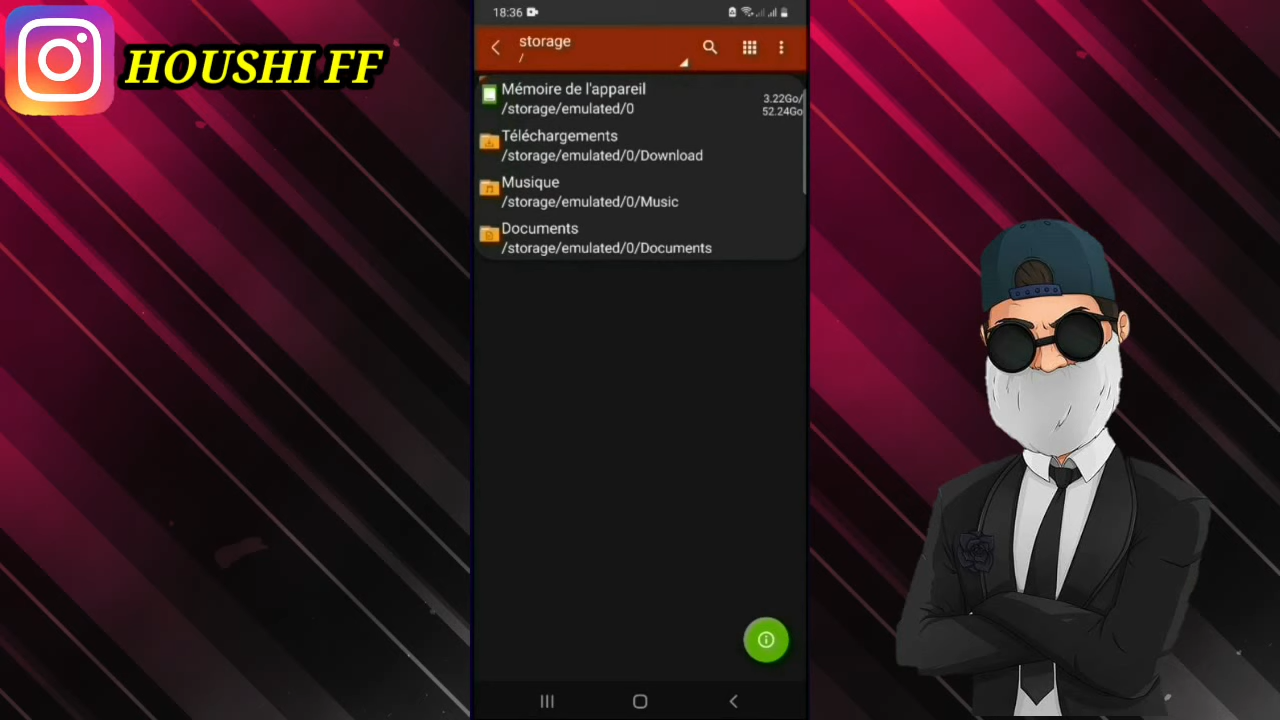 HOUSHI FF
18:36
storage
/
Mémoire de l'appareil
/storage/emulated/0
3.22Go/
52.24Go
Téléchargements
/storage/emulated/0/Download
Musique
/storage/emulated/0/Music
Documents
/storage/emulated/0/Documents